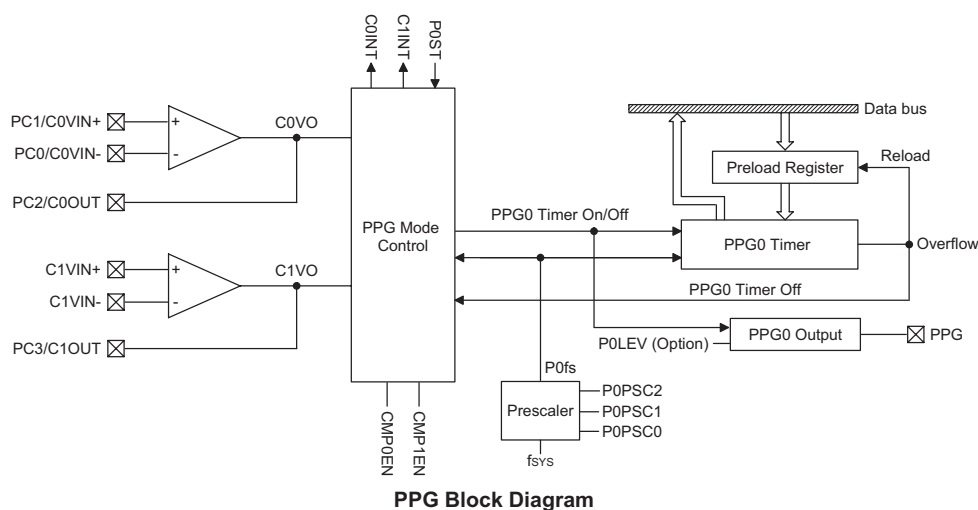 C0INT
C1INT
P0ST
PC1/C0VIN+
+
C0VO
PC0/C0VIN-
-
PC2/C0OUT
C1VIN+
+
C1VO
C1VIN-
-
PC3/C1OUT
PPG Mode
Control
CMP0EN
CMP1EN
Data bus
Preload Register
Reload
PPG0 Timer On/Off
PPG0 Timer
Overflow
PPG0 Timer Off
P0LEV (Option)
PPG0 Output
PPG
P0fs
Prescaler
P0PSC2
P0PSC1
P0PSC0
fSYS
PPG Block Diagram